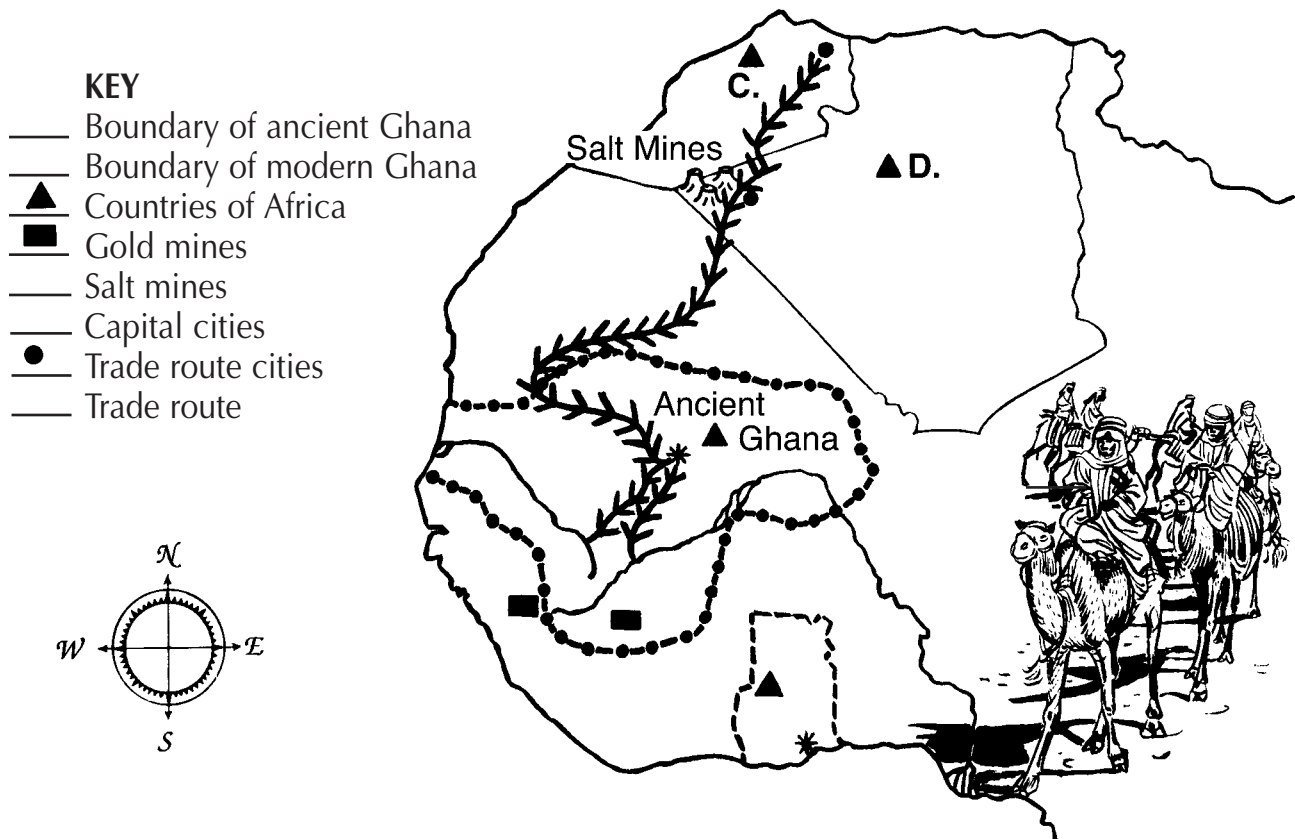 KEY
Boundary of ancient Ghana
Boundary of modern Ghana
Countries of Africa
Gold mines
Salt mines
Capital cities
Trade route cities
Trade route
C.
Salt Mines
D.
Ancient
Ghana
N
W
E
S